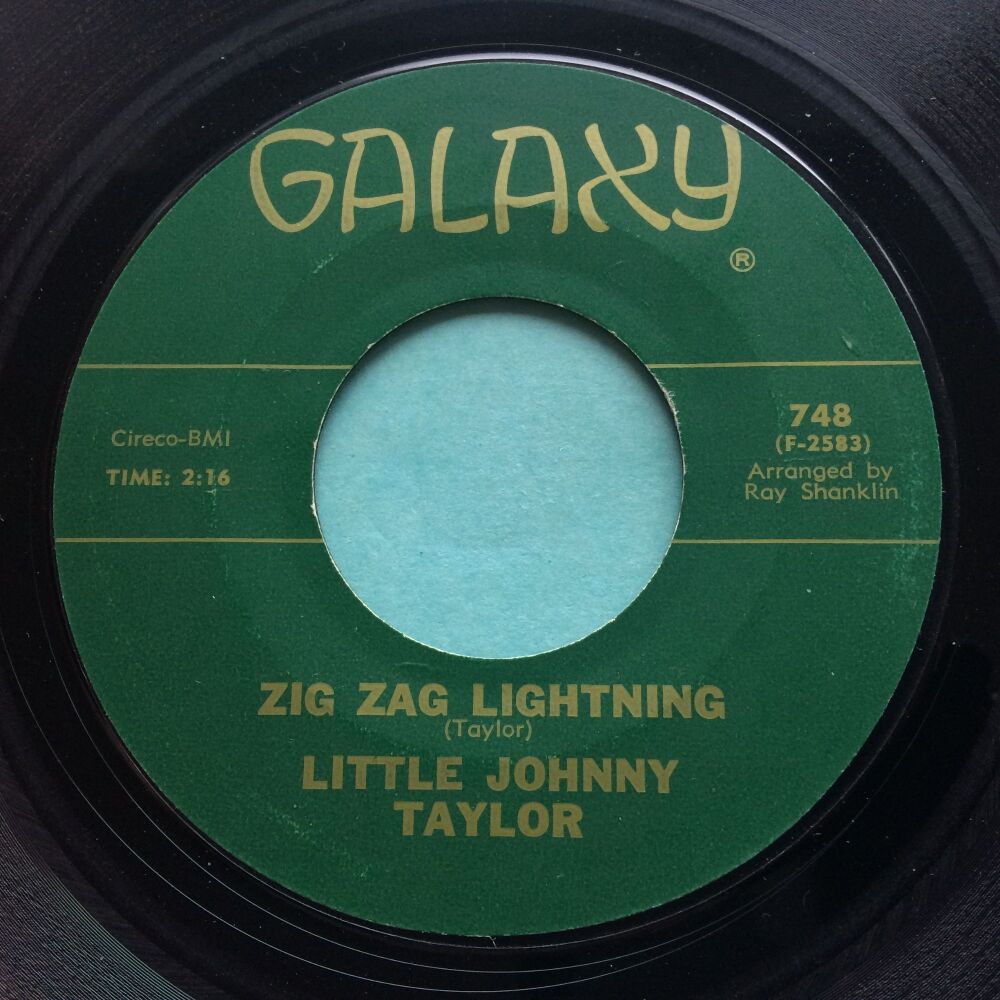 GALAXY
®
Cireco-BMI
TIME: 2:16
748
(F-2583)
Arranged by
Ray Shanklin
ZIG ZAG LIGHTNING
(Taylor)
LITTLE JOHNNY
TAYLOR